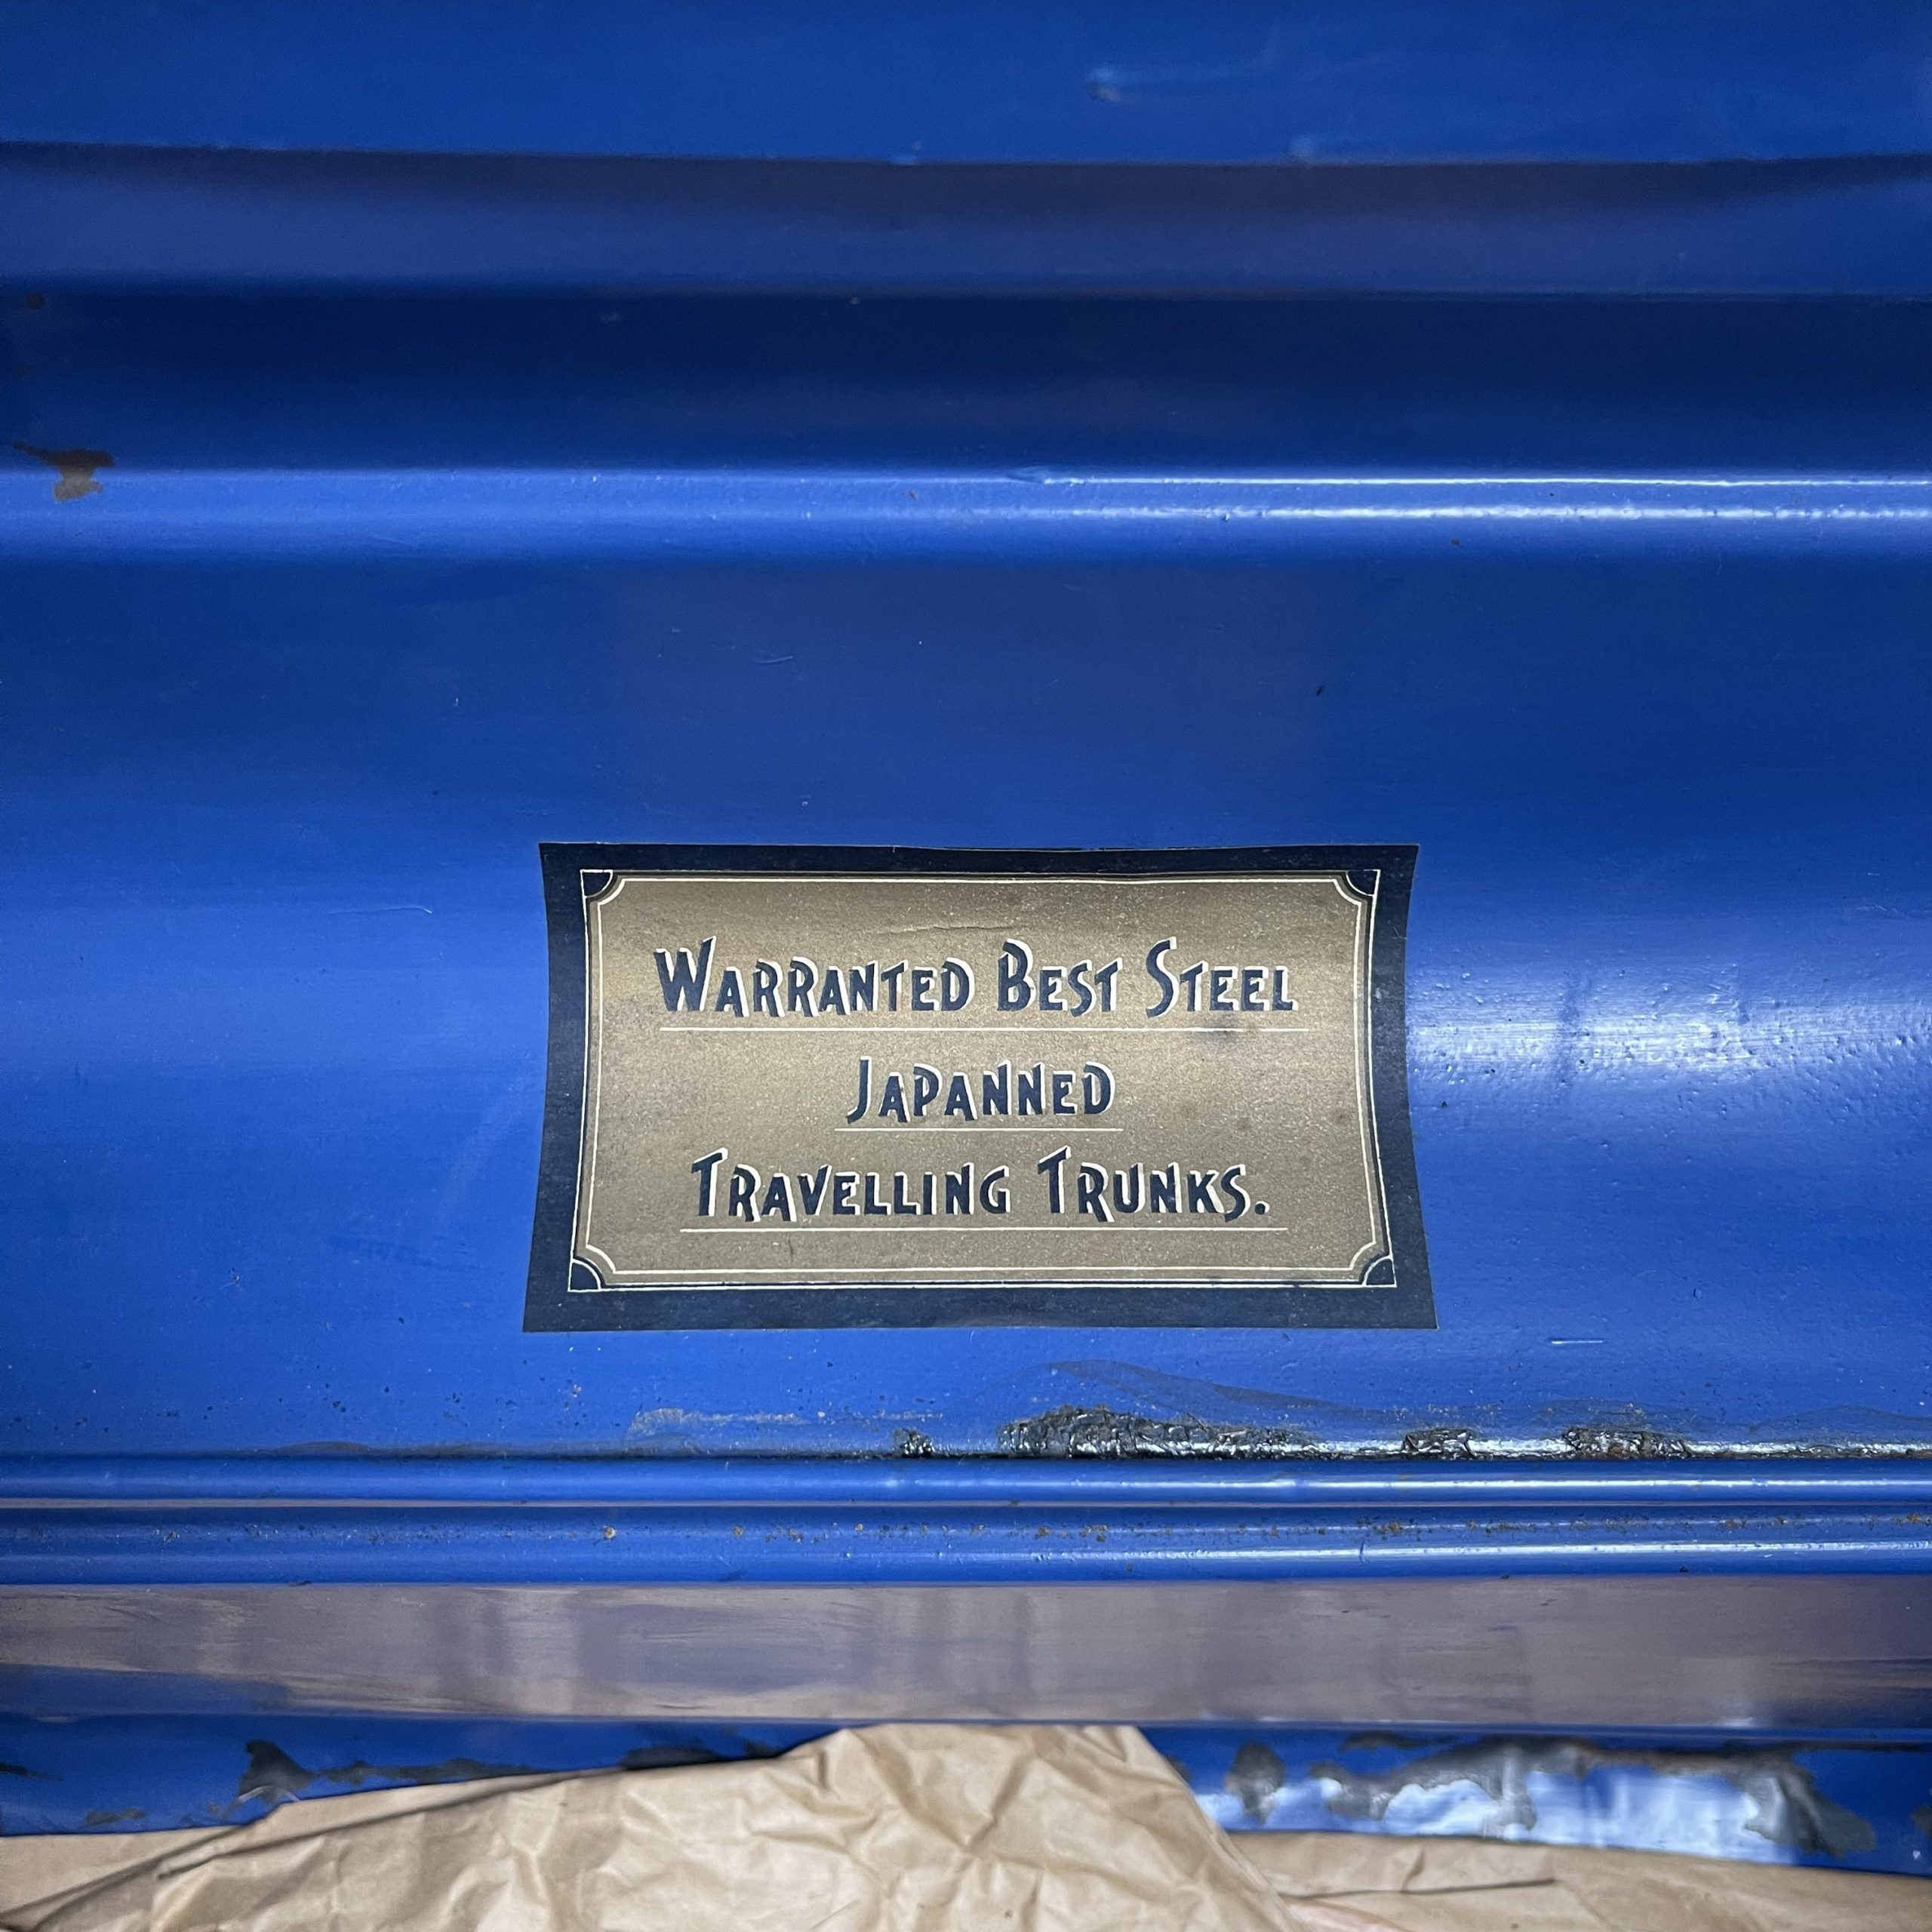 WARRANTED BEST STEEL
JAPANNED
TRAVELLING TRUNKS.